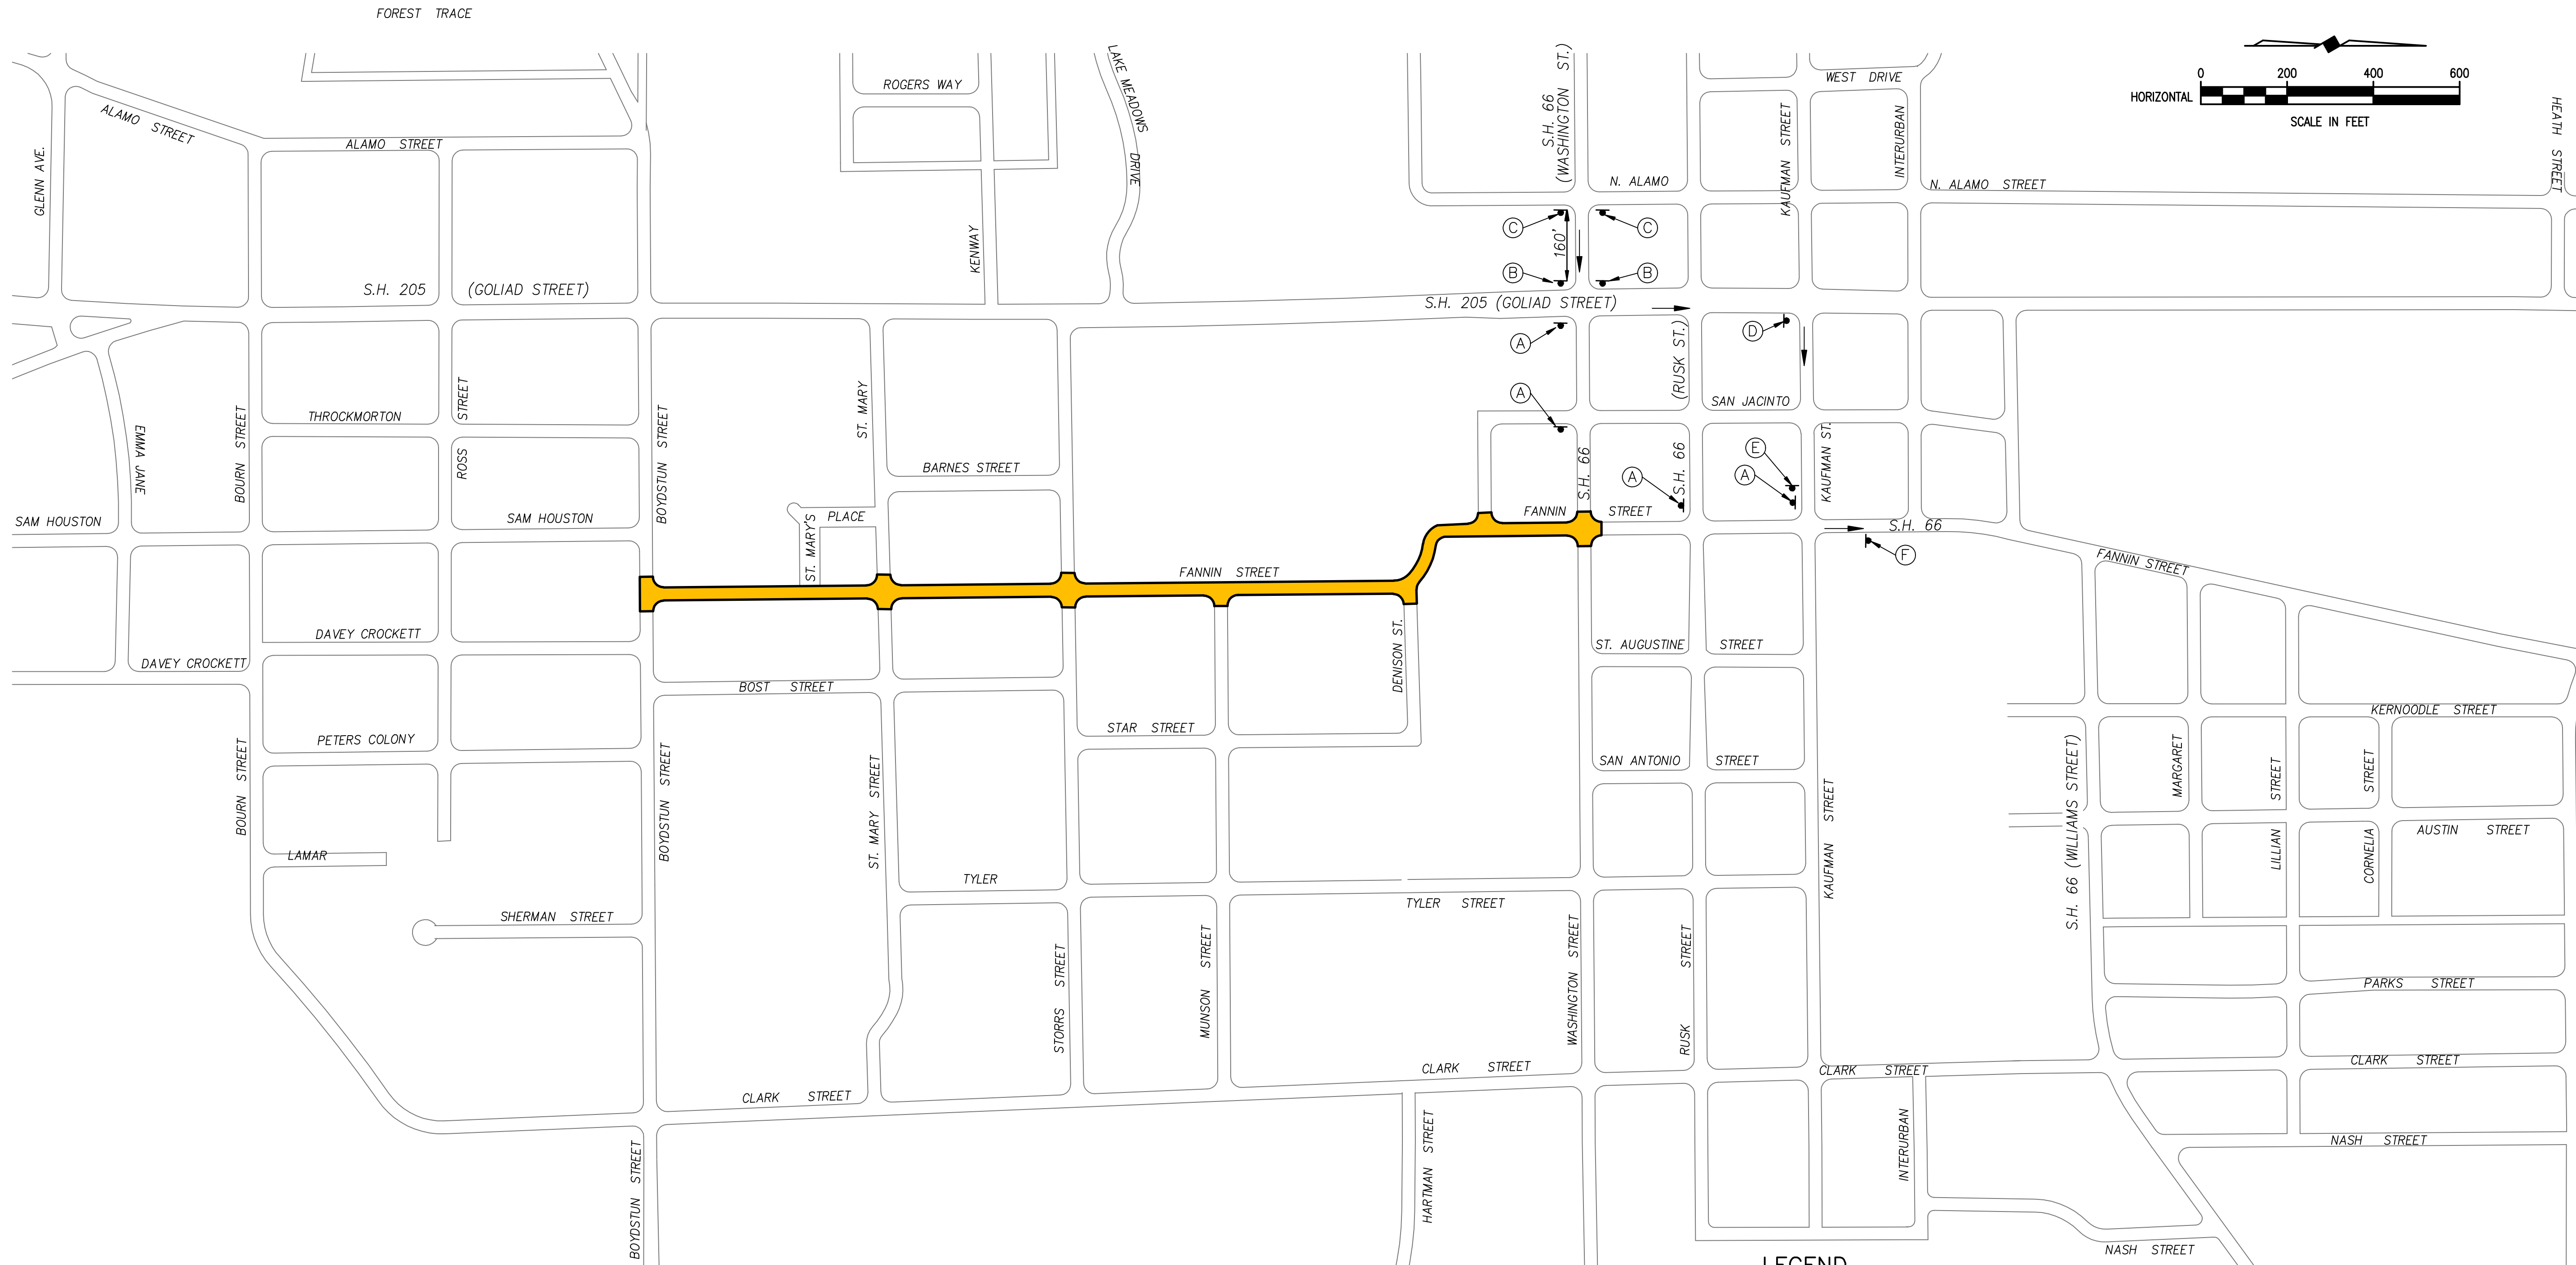 FOREST TRACE
0 200 400 600
HORIZONTAL
SCALE IN FEET
ALAMO STREET
GLENN AVE.
ALAMO STREET
ROGERS WAY
LAKE MEADOWS
DRIVE
KENWAY
S.H. 66
(WASHINGTON ST.)
N. ALAMO
WEST DRIVE
KAUFMAN STREET
INTERURBAN
N. ALAMO STREET
HEATH STREET
C
C
160'
B
B
S.H. 205 (GOLIAD STREET)
S.H. 205 (GOLIAD STREET)
A
D
(RUSK ST.)
A
SAN JACINTO
THROCKMORTON
STREET
ROSS
EMMA JANE
BOURN STREET
BOYDSTUN STREET
ST. MARY
BARNES STREET
S.H. 66
A
S.H. 66
E
A
KAUFMAN ST.
SAM HOUSTON
SAM HOUSTON
ST. MARY'S
PLACE
FANNIN STREET
S.H. 66
F
FANNIN STREET
FANNIN STREET
DAVEY CROCKETT
DAVEY CROCKETT
DENISON ST.
ST. AUGUSTINE STREET
BOST STREET
STAR STREET
KERNOODLE STREET
PETERS COLONY
BOURN STREET
BOYDSTUN STREET
ST. MARY STREET
SAN ANTONIO STREET
KAUFMAN STREET
S.H. 66 (WILLIAMS STREET)
MARGARET
STREET
LILLIAN
STREET
CORNELIA
AUSTIN STREET
LAMAR
TYLER
TYLER STREET
SHERMAN STREET
STORRS STREET
MUNSON STREET
WASHINGTON STREET
RUSK STREET
PARKS STREET
CLARK STREET
CLARK STREET
CLARK STREET
CLARK STREET
BOYDSTUN STREET
HARTMAN STREET
INTERURBAN
NASH STREET
NASH STREET
LEGEND